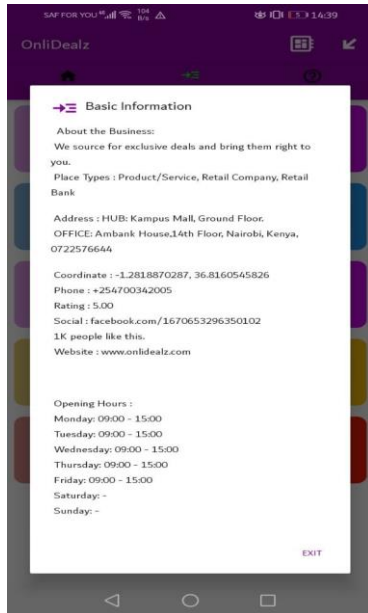 SAF FOR YOU
104 B/s
14:39
OnliDealz
Basic Information
About the Business:
We source for exclusive deals and bring them right to
you.
Place Types : Product/Service, Retail Company, Retail
Bank
Address : HUB: Kampus Mall, Ground Floor.
OFFICE: Ambank House,14th Floor, Nairobi, Kenya,
0722576644
Coordinate : -1.2818870287, 36.8160545826
Phone : +254700342005
Rating : 5.00
Social : facebook.com/1670653296350102
1K people like this.
Website : www.onlidealz.com
Opening Hours :
Monday: 09:00 - 15:00
Tuesday: 09:00 - 15:00
Wednesday: 09:00 - 15:00
Thursday: 09:00 - 15:00
Friday: 09:00 - 15:00
Saturday: -
Sunday: -
EXIT